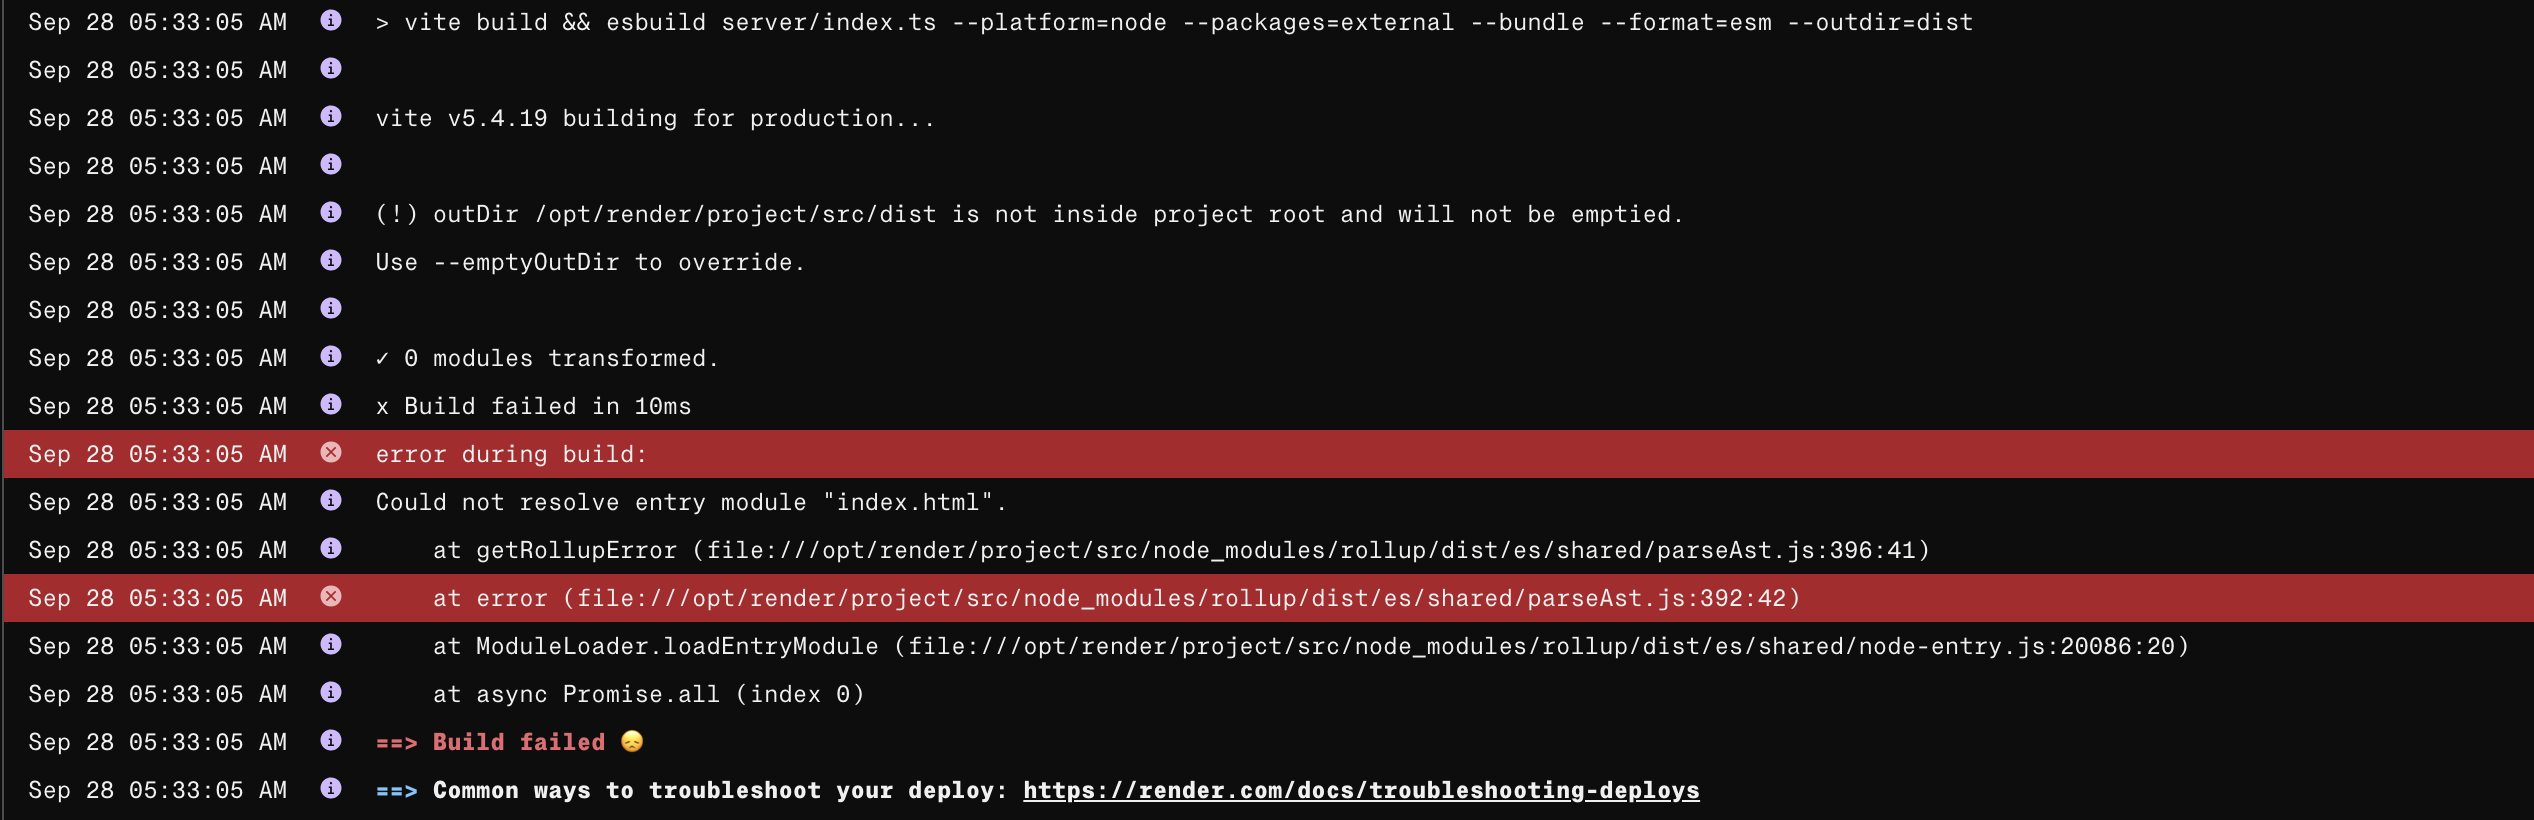 Sep 28 05:33:05 AM > vite build && esbuild server/index.ts --platform=node --packages=external --bundle --format=esm --outdir=dist
Sep 28 05:33:05 AM
Sep 28 05:33:05 AM vite v5.4.19 building for production...
Sep 28 05:33:05 AM
Sep 28 05:33:05 AM (!) outDir /opt/render/project/src/dist is not inside project root and will not be emptied.
Sep 28 05:33:05 AM Use --emptyOutDir to override.
Sep 28 05:33:05 AM
Sep 28 05:33:05 AM ✓ 0 modules transformed.
Sep 28 05:33:05 AM x Build failed in 10ms
Sep 28 05:33:05 AM error during build:
Sep 28 05:33:05 AM Could not resolve entry module "index.html".
Sep 28 05:33:05 AM at getRollupError (file:///opt/render/project/src/node_modules/rollup/dist/es/shared/parseAst.js:396:41)
Sep 28 05:33:05 AM at error (file:///opt/render/project/src/node_modules/rollup/dist/es/shared/parseAst.js:392:42)
Sep 28 05:33:05 AM at ModuleLoader.loadEntryModule (file:///opt/render/project/src/node_modules/rollup/dist/es/shared/node-entry.js:20086:20)
Sep 28 05:33:05 AM at async Promise.all (index 0)
Sep 28 05:33:05 AM ==> Build failed 😞
Sep 28 05:33:05 AM ==> Common ways to troubleshoot your deploy: https://render.com/docs/troubleshooting-deploys